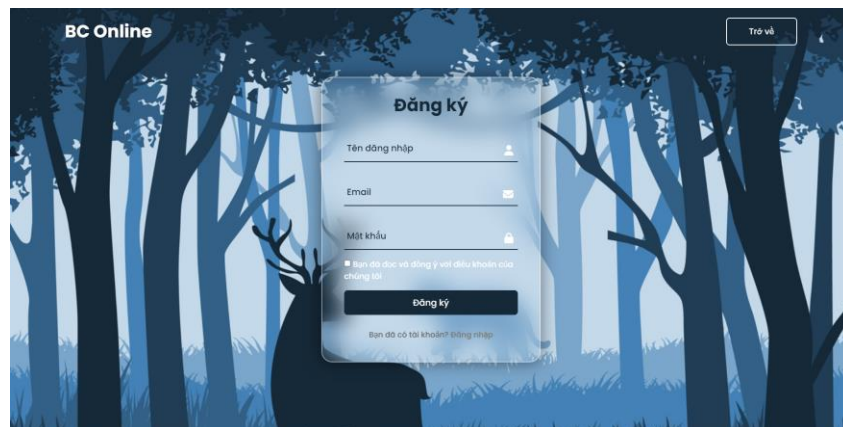 BC Online
Trở về
Đăng ký
Tên đăng nhập
Email
Mật khẩu
Bạn đã đọc và đồng ý với điều khoản của
chúng tôi
Đăng ký
Bạn đã có tài khoản? Đăng nhập